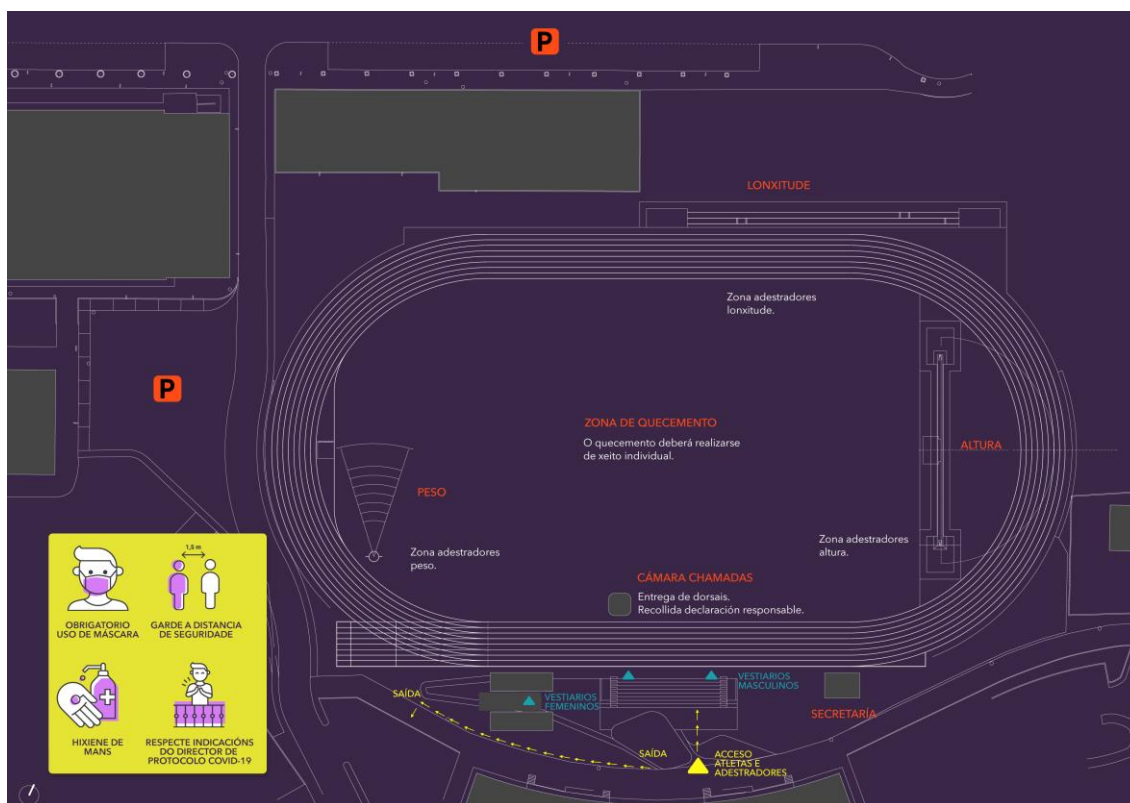 P
LONXITUDE
Zona adestradores
lonxitude.
P
ZONA DE QUECEMENTO
O quecemento deberá realizarse
de xeito individual.
ALTURA
PESO
Zona adestradores
peso.
Zona adestradores
altura.
CÁMARA CHAMADAS
Entrega de dorsais.
Recollida declaración responsable.
1,5 m
OBRIGATORIO
USO DE MÁSCARA
GARDE A DISTANCIA
DE SEGURIDADE
HIXIENE DE
MANS
RESPECTE INDICACIÓNS
DO DIRECTOR DE
PROTOCOLO COVID-19
SAÍDA
VESTIARIOS
FEMENINOS
VESTIARIOS
MASCULINOS
SECRETARÍA
SAÍDA
ACCESO
ATLETAS E
ADESTRADORES